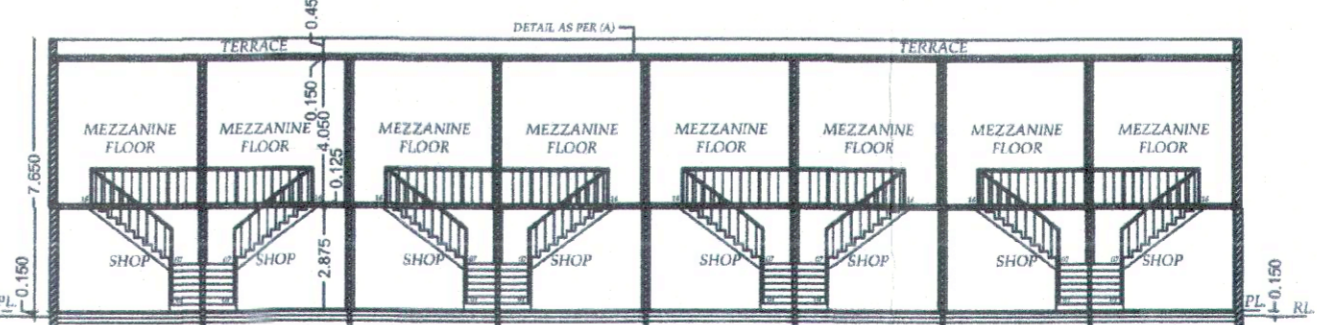 0.45
DETAIL AS PER (A)
TERRACE
TERRACE
0.150
4.050
0.125
MEZZANINE
FLOOR
MEZZANINE
FLOOR
MEZZANINE
FLOOR
MEZZANINE
FLOOR
MEZZANINE
FLOOR
MEZZANINE
FLOOR
MEZZANINE
FLOOR
MEZZANINE
FLOOR
7.650
2.875
SHOP
SHOP
SHOP
SHOP
SHOP
SHOP
SHOP
SHOP
0.150
PL.
PL.
0.150
RL.